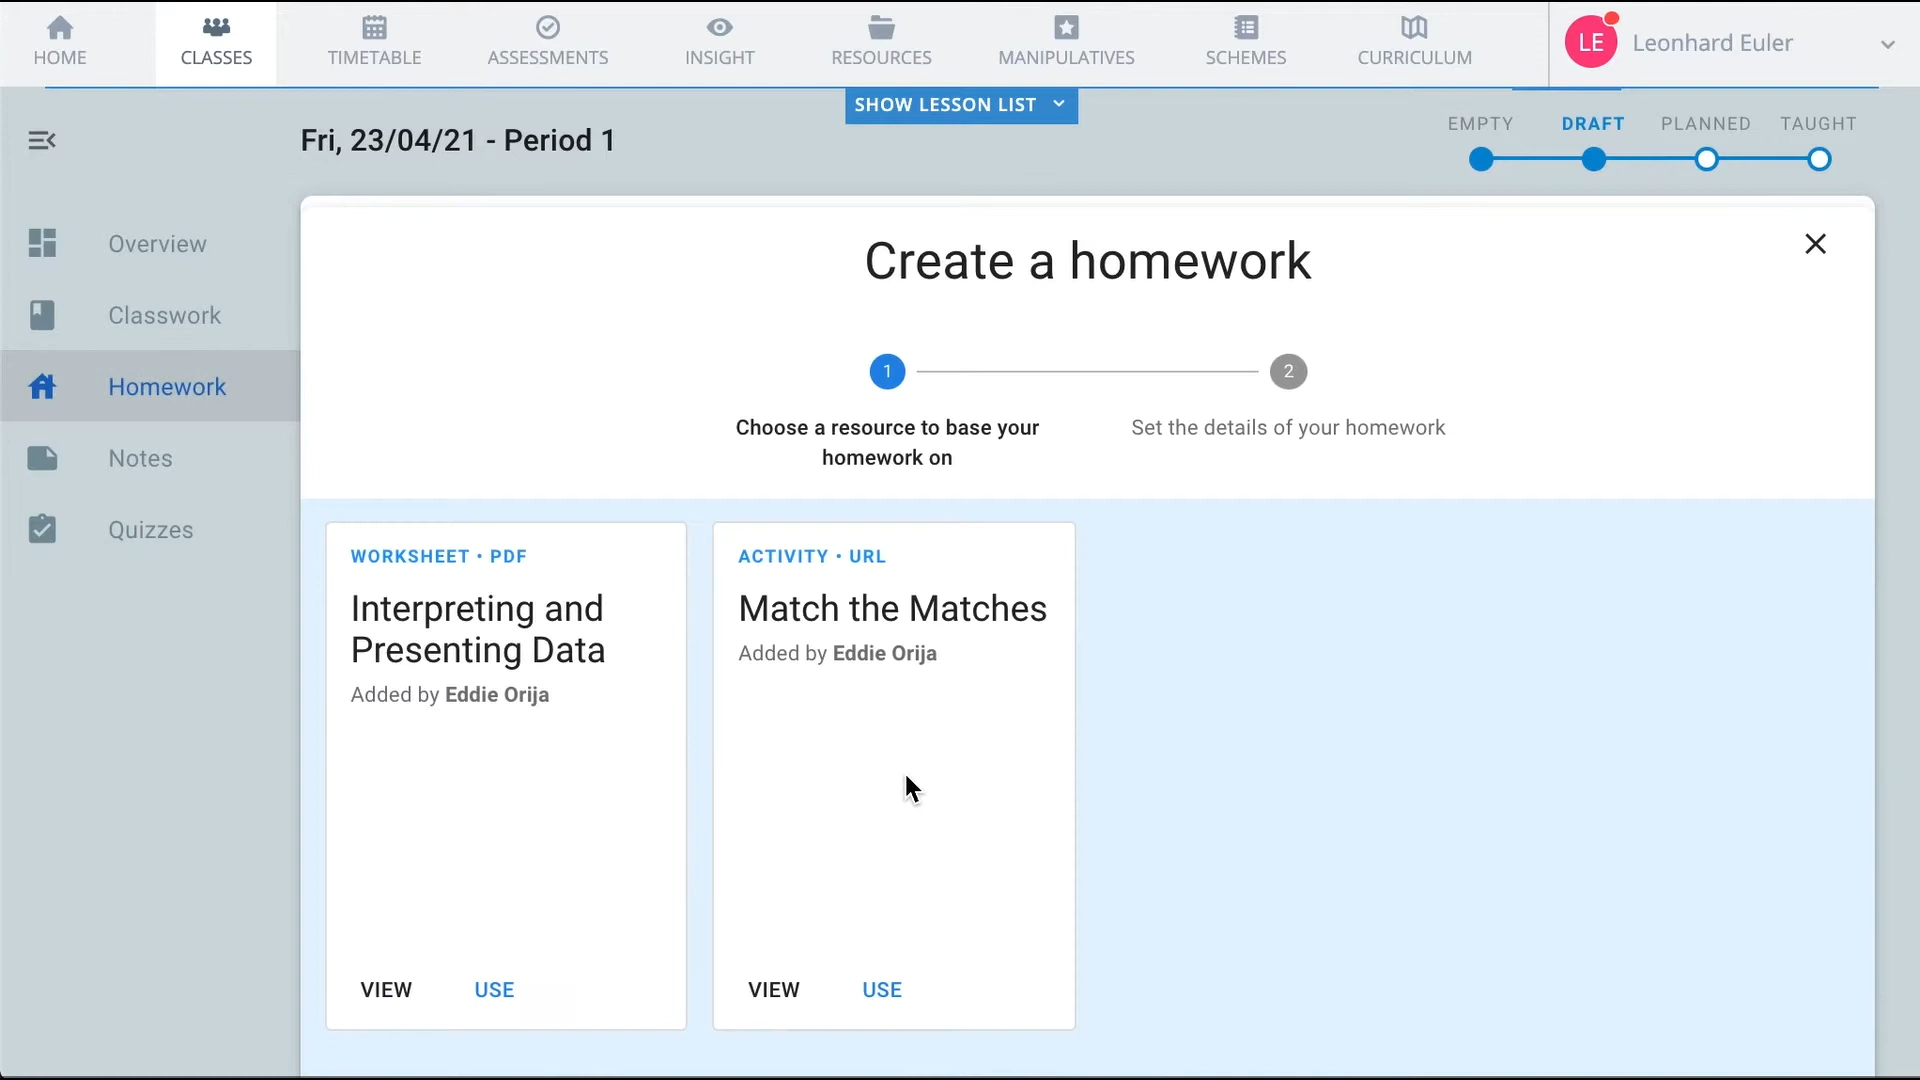 HOME
CLASSES
TIMETABLE
ASSESSMENTS
INSIGHT
RESOURCES
MANIPULATIVES
SCHEMES
CURRICULUM
LE
Leonhard Euler
SHOW LESSON LIST
Fri, 23/04/21 - Period 1
EMPTY
DRAFT
PLANNED
TAUGHT
Overview
Classwork
Homework
Notes
Quizzes
Create a homework
1
2
Choose a resource to base your
homework on
Set the details of your homework
WORKSHEET • PDF
Interpreting and
Presenting Data
Added by Eddie Orija
VIEW
USE
ACTIVITY • URL
Match the Matches
Added by Eddie Orija
VIEW
USE